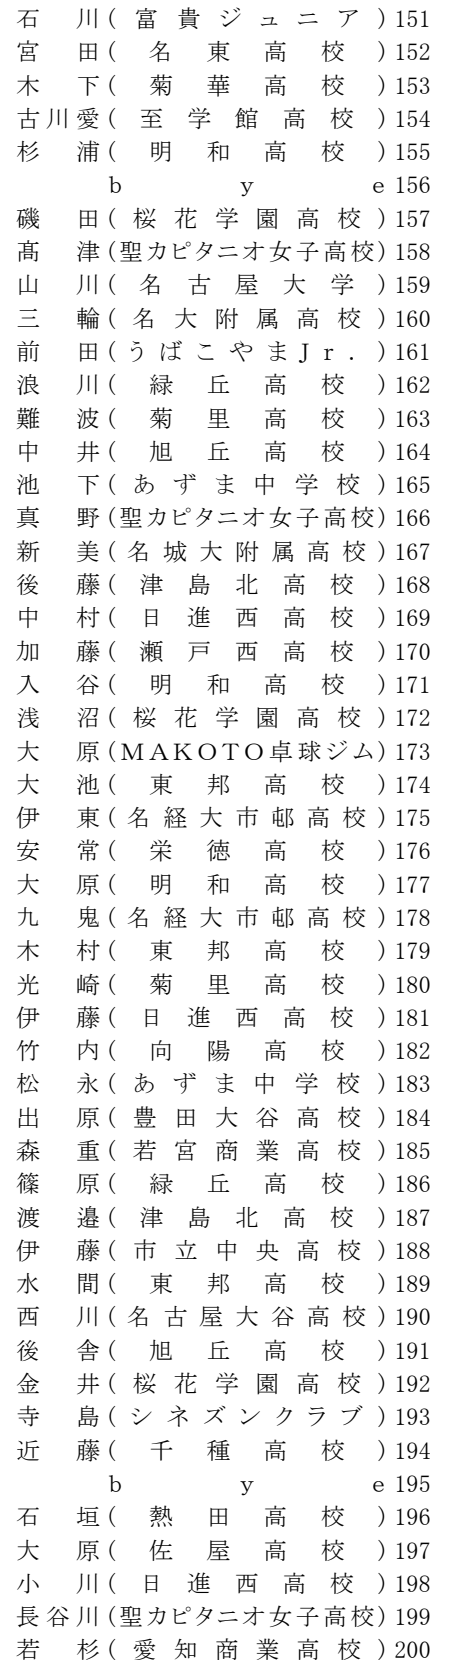 石川(富貴ジュニア)151
宮田(名東高校)152
木下(菊華高校)153
古川愛(至学館高校)154
杉浦(明和高校)155
bye 156
磯田(桜花学園高校)157
髙津(聖カピタニオ女子高校)158
山川(名古屋大学)159
三輪(名大附属高校)160
前田(うばこやまJr.)161
浪川(緑丘高校)162
難波(菊里高校)163
中井(旭丘高校)164
池下(あずま中学校)165
真野(聖カピタニオ女子高校)166
新美(名城大附属高校)167
後藤(津島北高校)168
中村(日進西高校)169
加藤(瀬戸西高校)170
入谷(明和高校)171
浅沼(桜花学園高校)172
大原(MAKOTO卓球ジム)173
大池(東邦高校)174
伊東(名経大市邨高校)175
安常(栄徳高校)176
大原(明和高校)177
九鬼(名経大市邨高校)178
木村(東邦高校)179
光崎(菊里高校)180
伊藤(日進西高校)181
竹内(向陽高校)182
松永(あずま中学校)183
出原(豊田大谷高校)184
森重(若宮商業高校)185
篠原(緑丘高校)186
渡邉(津島北高校)187
伊藤(市立中央高校)188
水間(東邦高校)189
西川(名古屋大谷高校)190
後舎(旭丘高校)191
金井(桜花学園高校)192
寺島(シネズンクラブ)193
近藤(千種高校)194
bye 195
石垣(熱田高校)196
大原(佐屋高校)197
小川(日進西高校)198
長谷川(聖カピタニオ女子高校)199
若杉(愛知商業高校)200